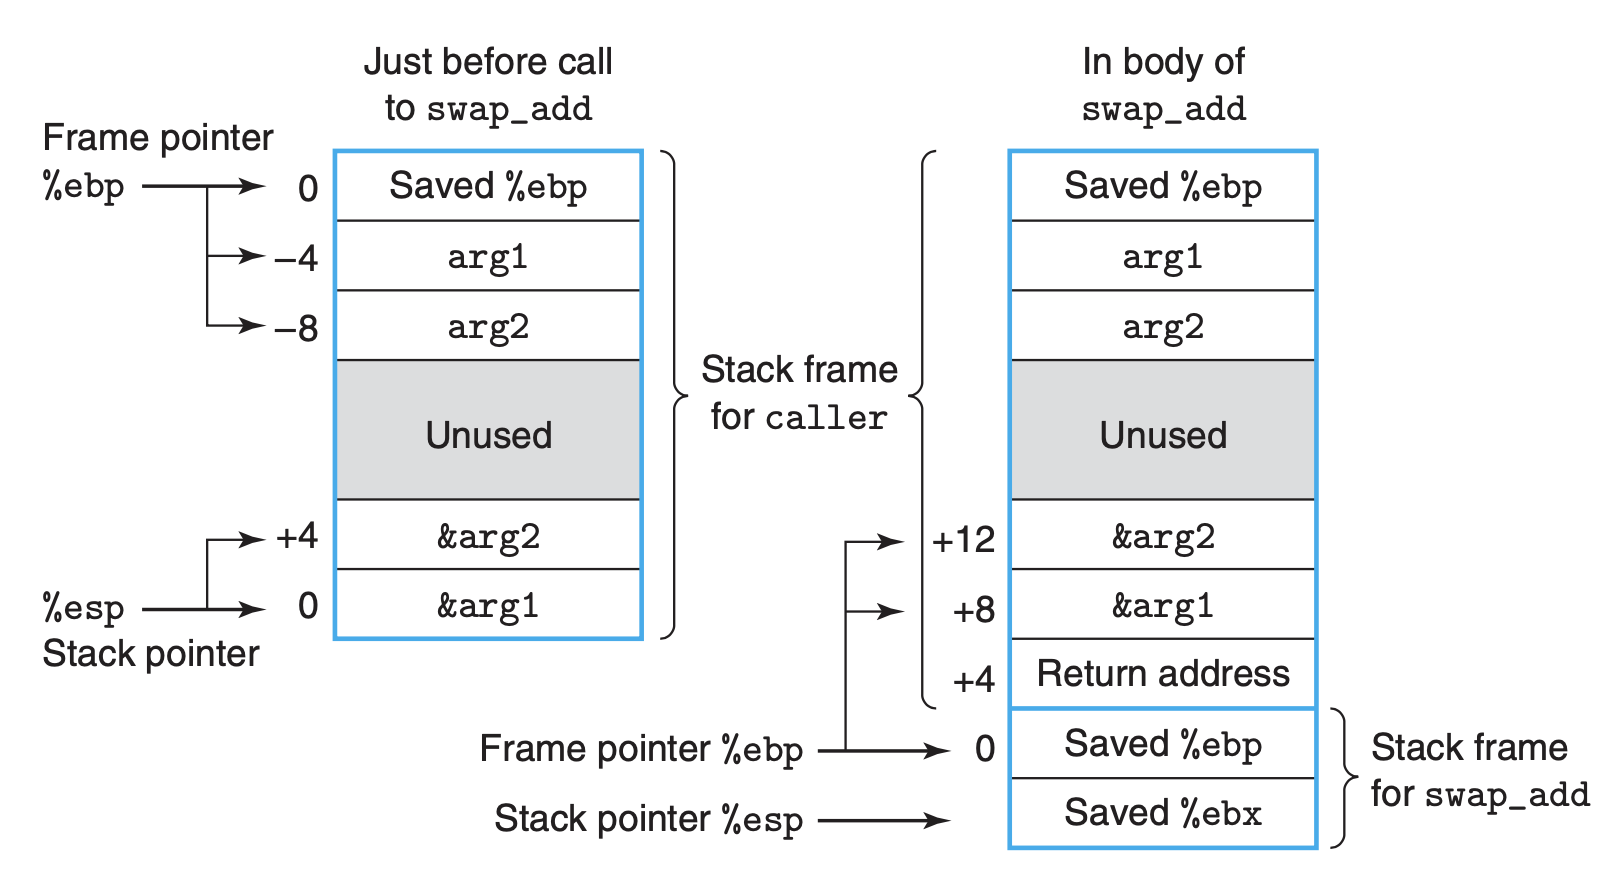 Just before call
to swap_add
In body of
swap_add
Frame pointer
%ebp
0
Saved %ebp
–4
arg1
–8
arg2
Unused
+4
&arg2
%esp
0
&arg1
Stack pointer
Stack frame
for caller
Saved %ebp
arg1
arg2
Unused
+12
&arg2
+8
&arg1
+4
Return address
Frame pointer %ebp
0
Saved %ebp
Stack pointer %esp
Saved %ebx
Stack frame
for swap_add